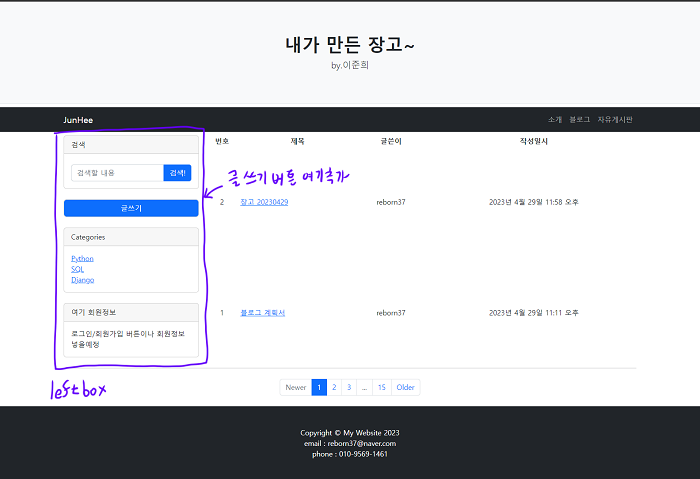 내가 만든 장고~
by.이준희
JunHee
소개 블로그 자유게시판
검색
검색할 내용 검색!
글쓰기
Categories
Python
SQL
Django
여기 회원정보
로그인/회원가입 버튼이나 회원정보
넣을예정
left box
글쓰기 버튼 여기 추가
번호 제목 글쓴이 작성일시
2 장고 20230429 reborn37 2023년 4월 29일 11:58 오후
1 블로그 계획서 reborn37 2023년 4월 29일 11:11 오후
Newer 1 2 3 ... 15 Older
Copyright © My Website 2023
email : reborn37@naver.com
phone : 010-9569-1461